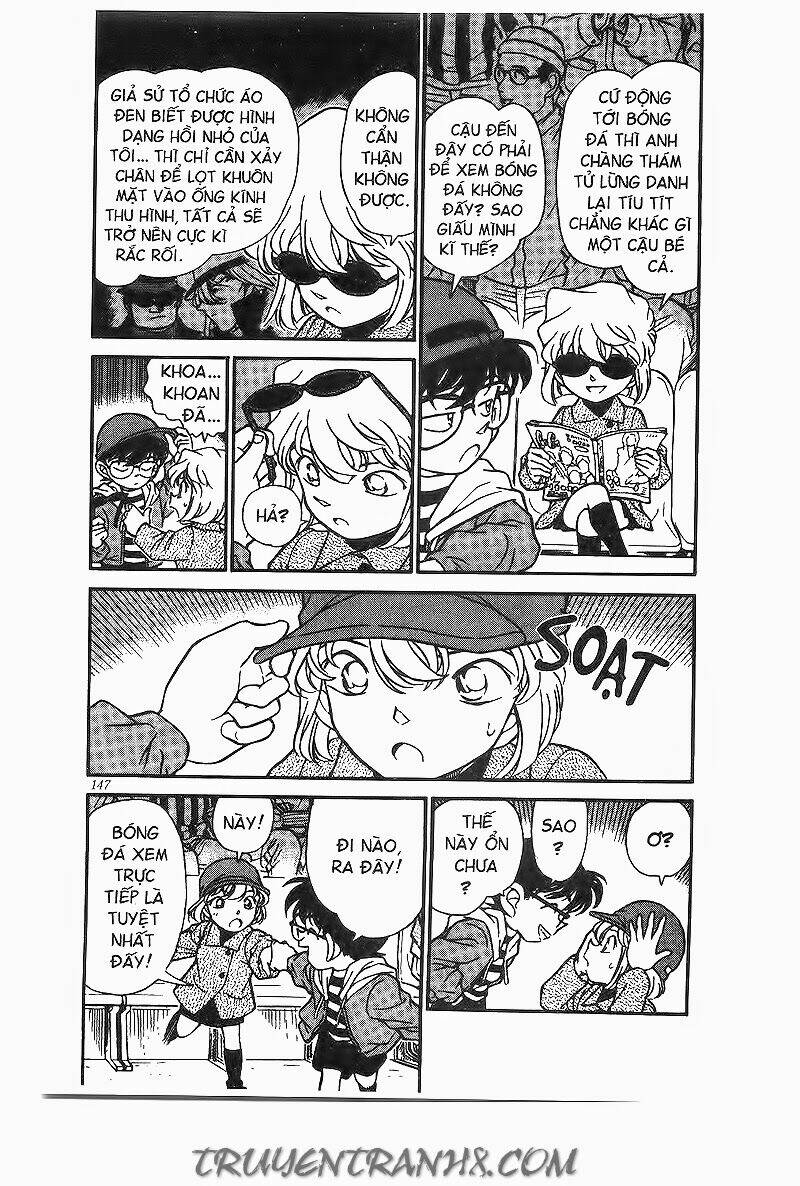 CỨ ĐỘNG
TỚI BÓNG
ĐÁ THÌ ANH
CHÀNG THÁM
TỬ LỪNG DANH
LẠI TÍU TÍT
CHẲNG KHÁC GÌ
MỘT CẬU BÉ
CẢ.
CẬU ĐẾN
ĐÂY CÓ PHẢI
ĐỂ XEM BÓNG
ĐÁ KHÔNG
ĐẤY? SAO
GIẤU MÌNH
KĨ THẾ?
KHÔNG
CẨN
THẬN
KHÔNG
ĐƯỢC.
GIẢ SỬ TỔ CHỨC ÁO
ĐEN BIẾT ĐƯỢC HÌNH
DẠNG HỒI NHỎ CỦA
TÔI... THÌ CHỈ CẦN XẢY
CHÂN ĐỂ LỌT KHUÔN
MẶT VÀO ỐNG KÍNH
THU HÌNH, TẤT CẢ SẼ
TRỞ NÊN CỰC KÌ
RẮC RỐI.
HẢ?
KHOA...
KHOAN
ĐÃ...
SOẠT
147
Ơ?
SAO
?
THẾ
NÀY ỔN
CHƯA
?
ĐI NÀO,
RA ĐÂY!
NÀY!
BÓNG
ĐÁ XEM
TRỰC
TIẾP LÀ
TUYỆT
NHẤT
ĐẤY!
TRUYENTRANH8.COM